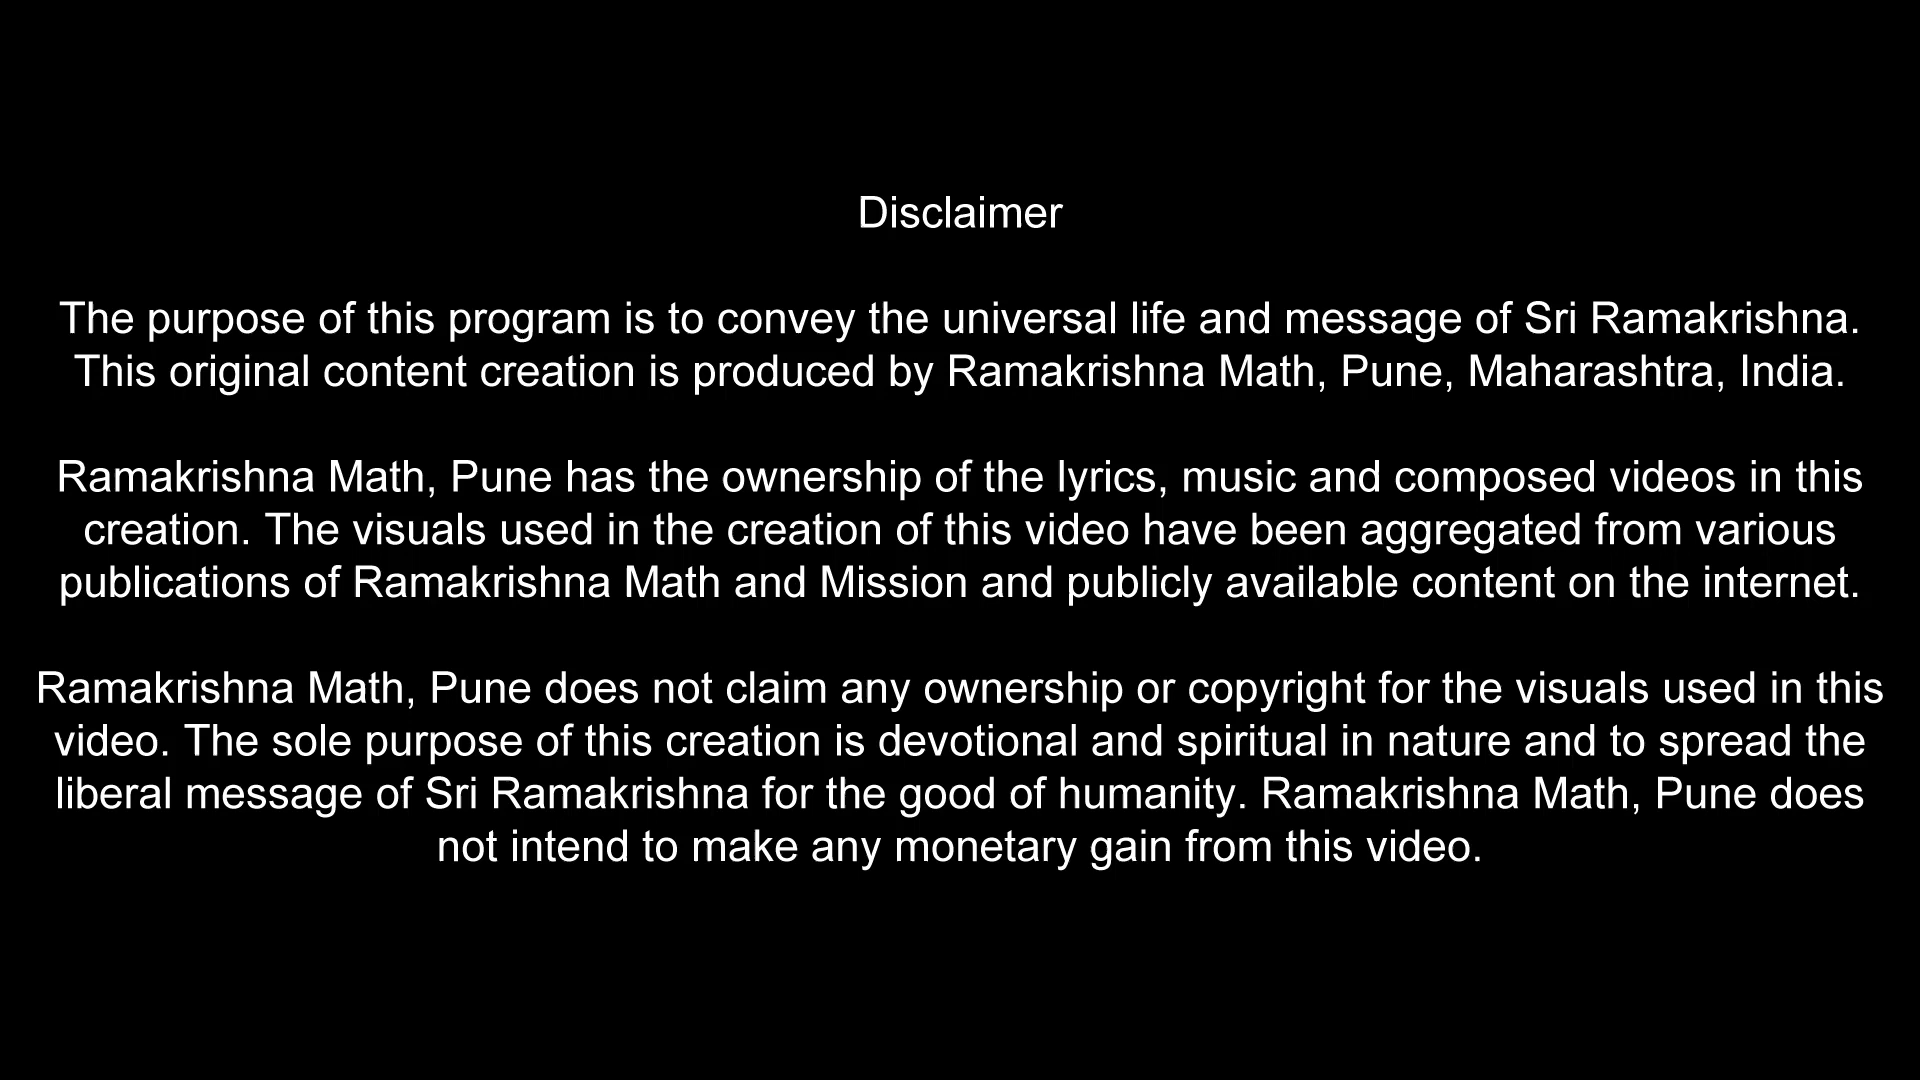 Disclaimer
The purpose of this program is to convey the universal life and message of Sri Ramakrishna.
This original content creation is produced by Ramakrishna Math, Pune, Maharashtra, India.
Ramakrishna Math, Pune has the ownership of the lyrics, music and composed videos in this
creation. The visuals used in the creation of this video have been aggregated from various
publications of Ramakrishna Math and Mission and publicly available content on the internet.
Ramakrishna Math, Pune does not claim any ownership or copyright for the visuals used in this
video. The sole purpose of this creation is devotional and spiritual in nature and to spread the
liberal message of Sri Ramakrishna for the good of humanity. Ramakrishna Math, Pune does
not intend to make any monetary gain from this video.